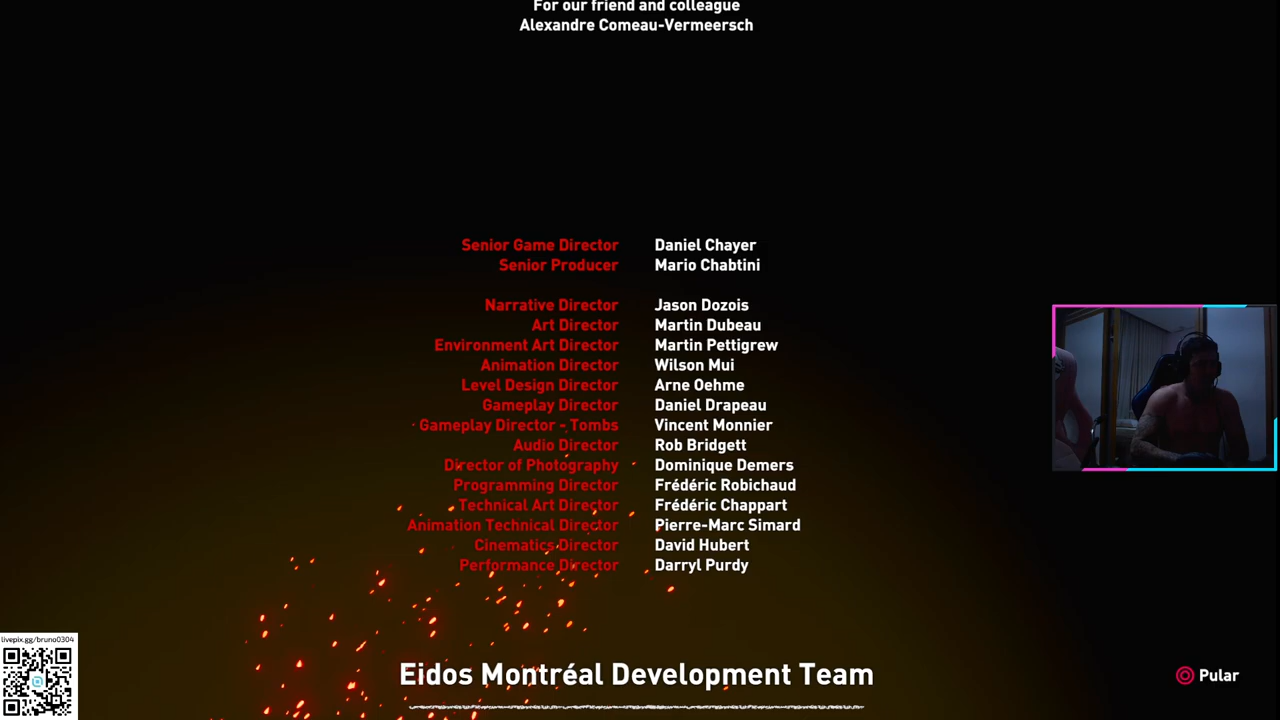 For our friend and colleague
Alexandre Comeau-Vermeersch
Senior Game Director Daniel Chayer
Senior Producer Mario Chabtini
Narrative Director Jason Dozois
Art Director Martin Dubeau
Environment Art Director Martin Pettigrew
Animation Director Wilson Mui
Level Design Director Arne Oehme
Gameplay Director Daniel Drapeau
Gameplay Director - Tombs Vincent Monnier
Audio Director Rob Bridgett
Director of Photography Dominique Demers
Programming Director Frédéric Robichaud
Technical Art Director Frédéric Chappart
Animation Technical Director Pierre-Marc Simard
Cinematics Director David Hubert
Performance Director Darryl Purdy
livepix.gg/bruno0304
Eidos Montréal Development Team
Pular